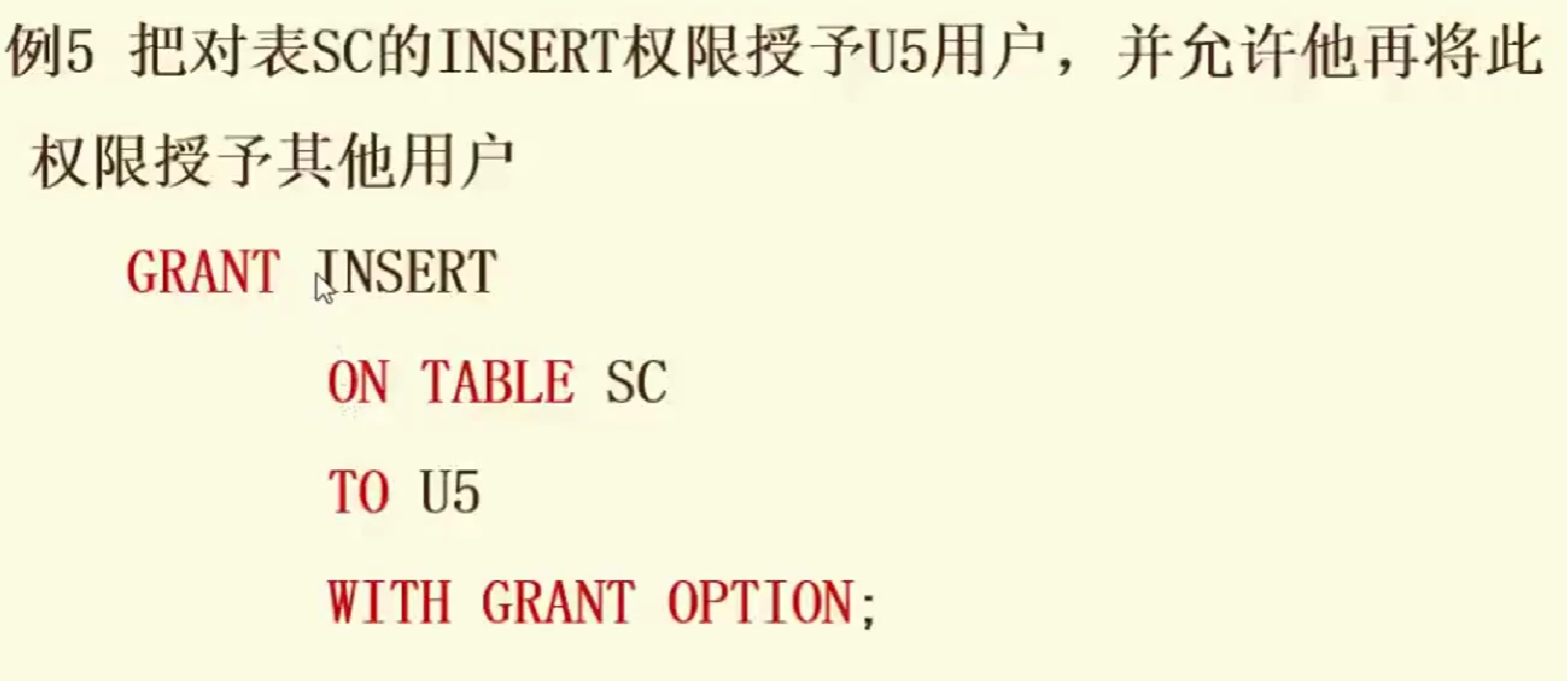 例5 把对表SC的INSERT权限授予U5用户，并允许他再将此
权限授予其他用户
GRANT INSERT
ON TABLE SC
TO U5
WITH GRANT OPTION;